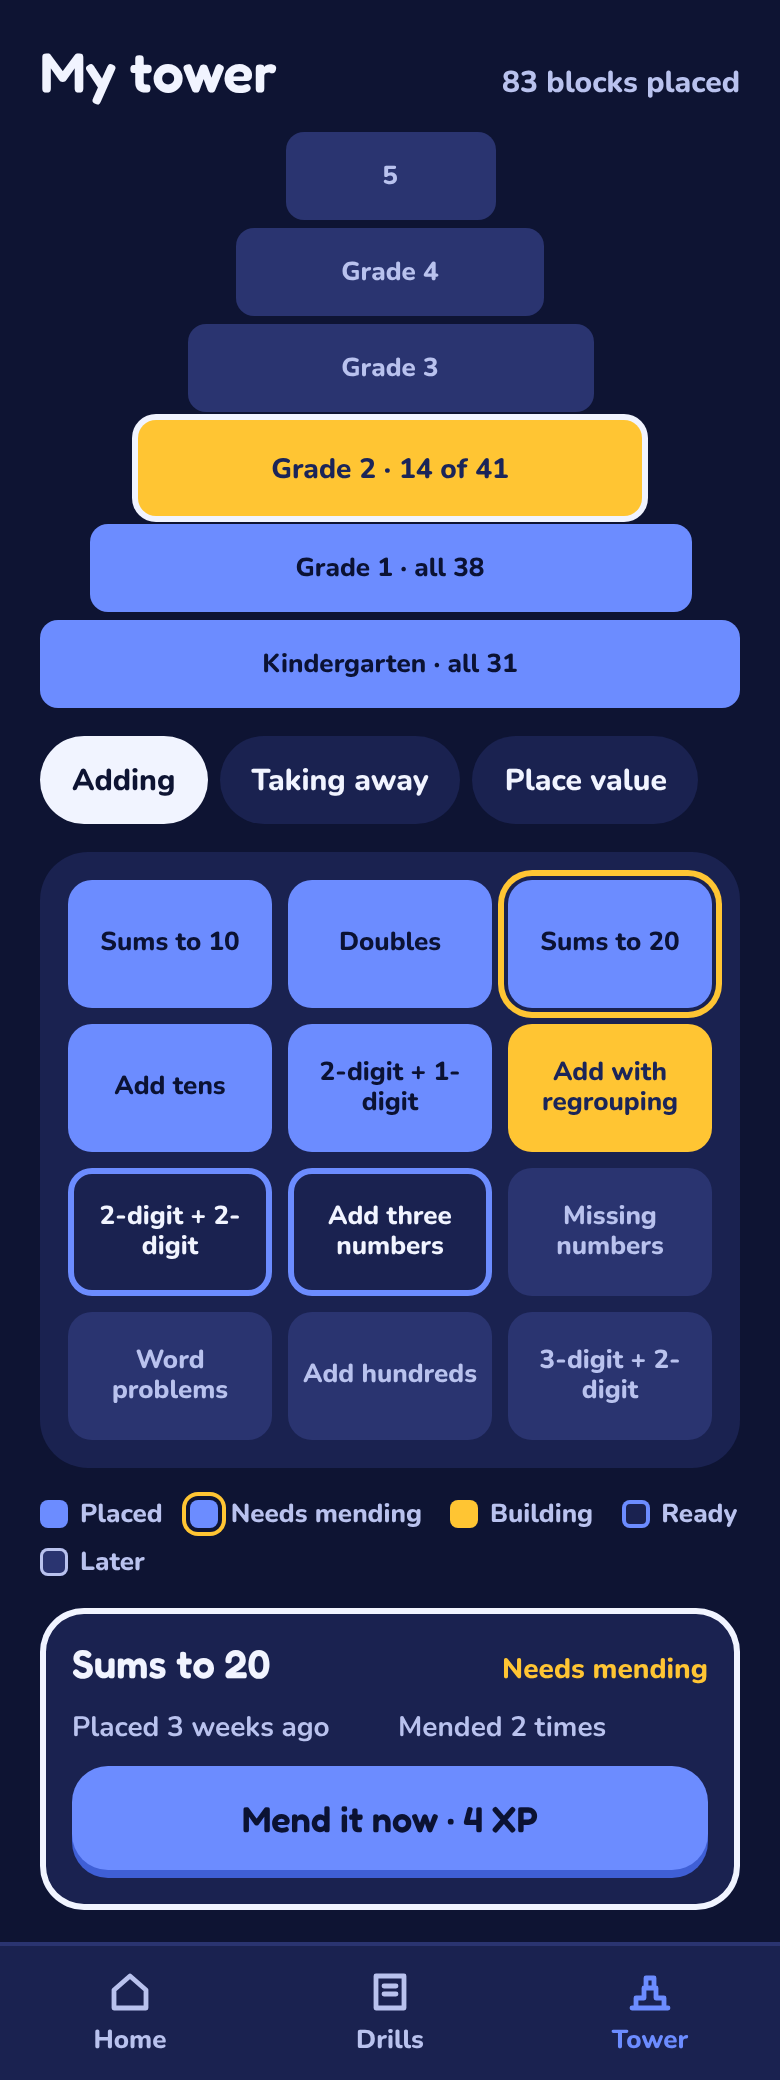 My tower
83 blocks placed
5
Grade 4
Grade 3
Grade 2 · 14 of 41
Grade 1 · all 38
Kindergarten · all 31
Adding
Taking away
Place value
Sums to 10
Doubles
Sums to 20
Add tens
2-digit + 1-
digit
Add with
regrouping
2-digit + 2-
digit
Add three
numbers
Missing
numbers
Word
problems
Add hundreds
3-digit + 2-
digit
Placed
Needs mending
Building
Ready
Later
Sums to 20
Needs mending
Placed 3 weeks ago
Mended 2 times
Mend it now · 4 XP
Home
Drills
Tower